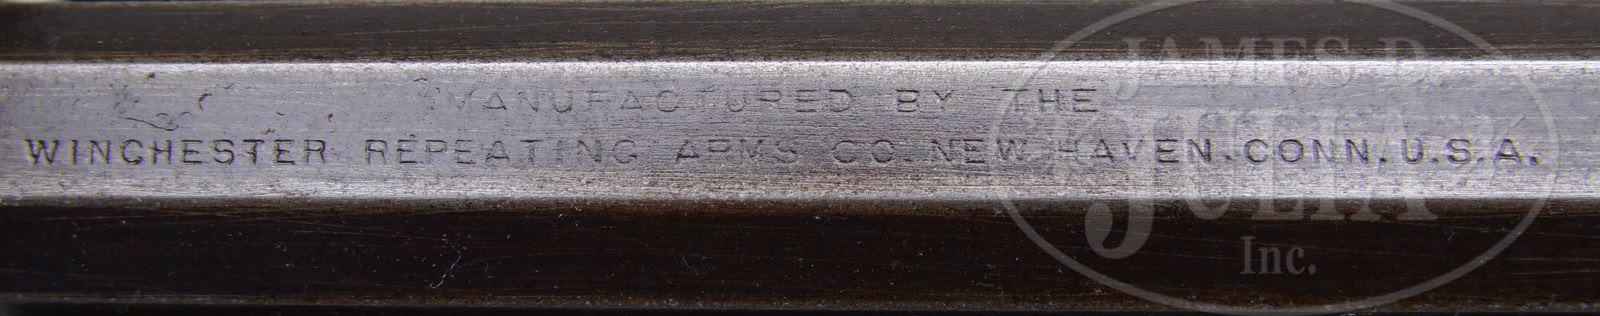 MANUFACTURED BY THE
WINCHESTER REPEATING ARMS CO. NEW HAVEN. CONN. U.S.A.
JAMES D.
JULIA
Inc.